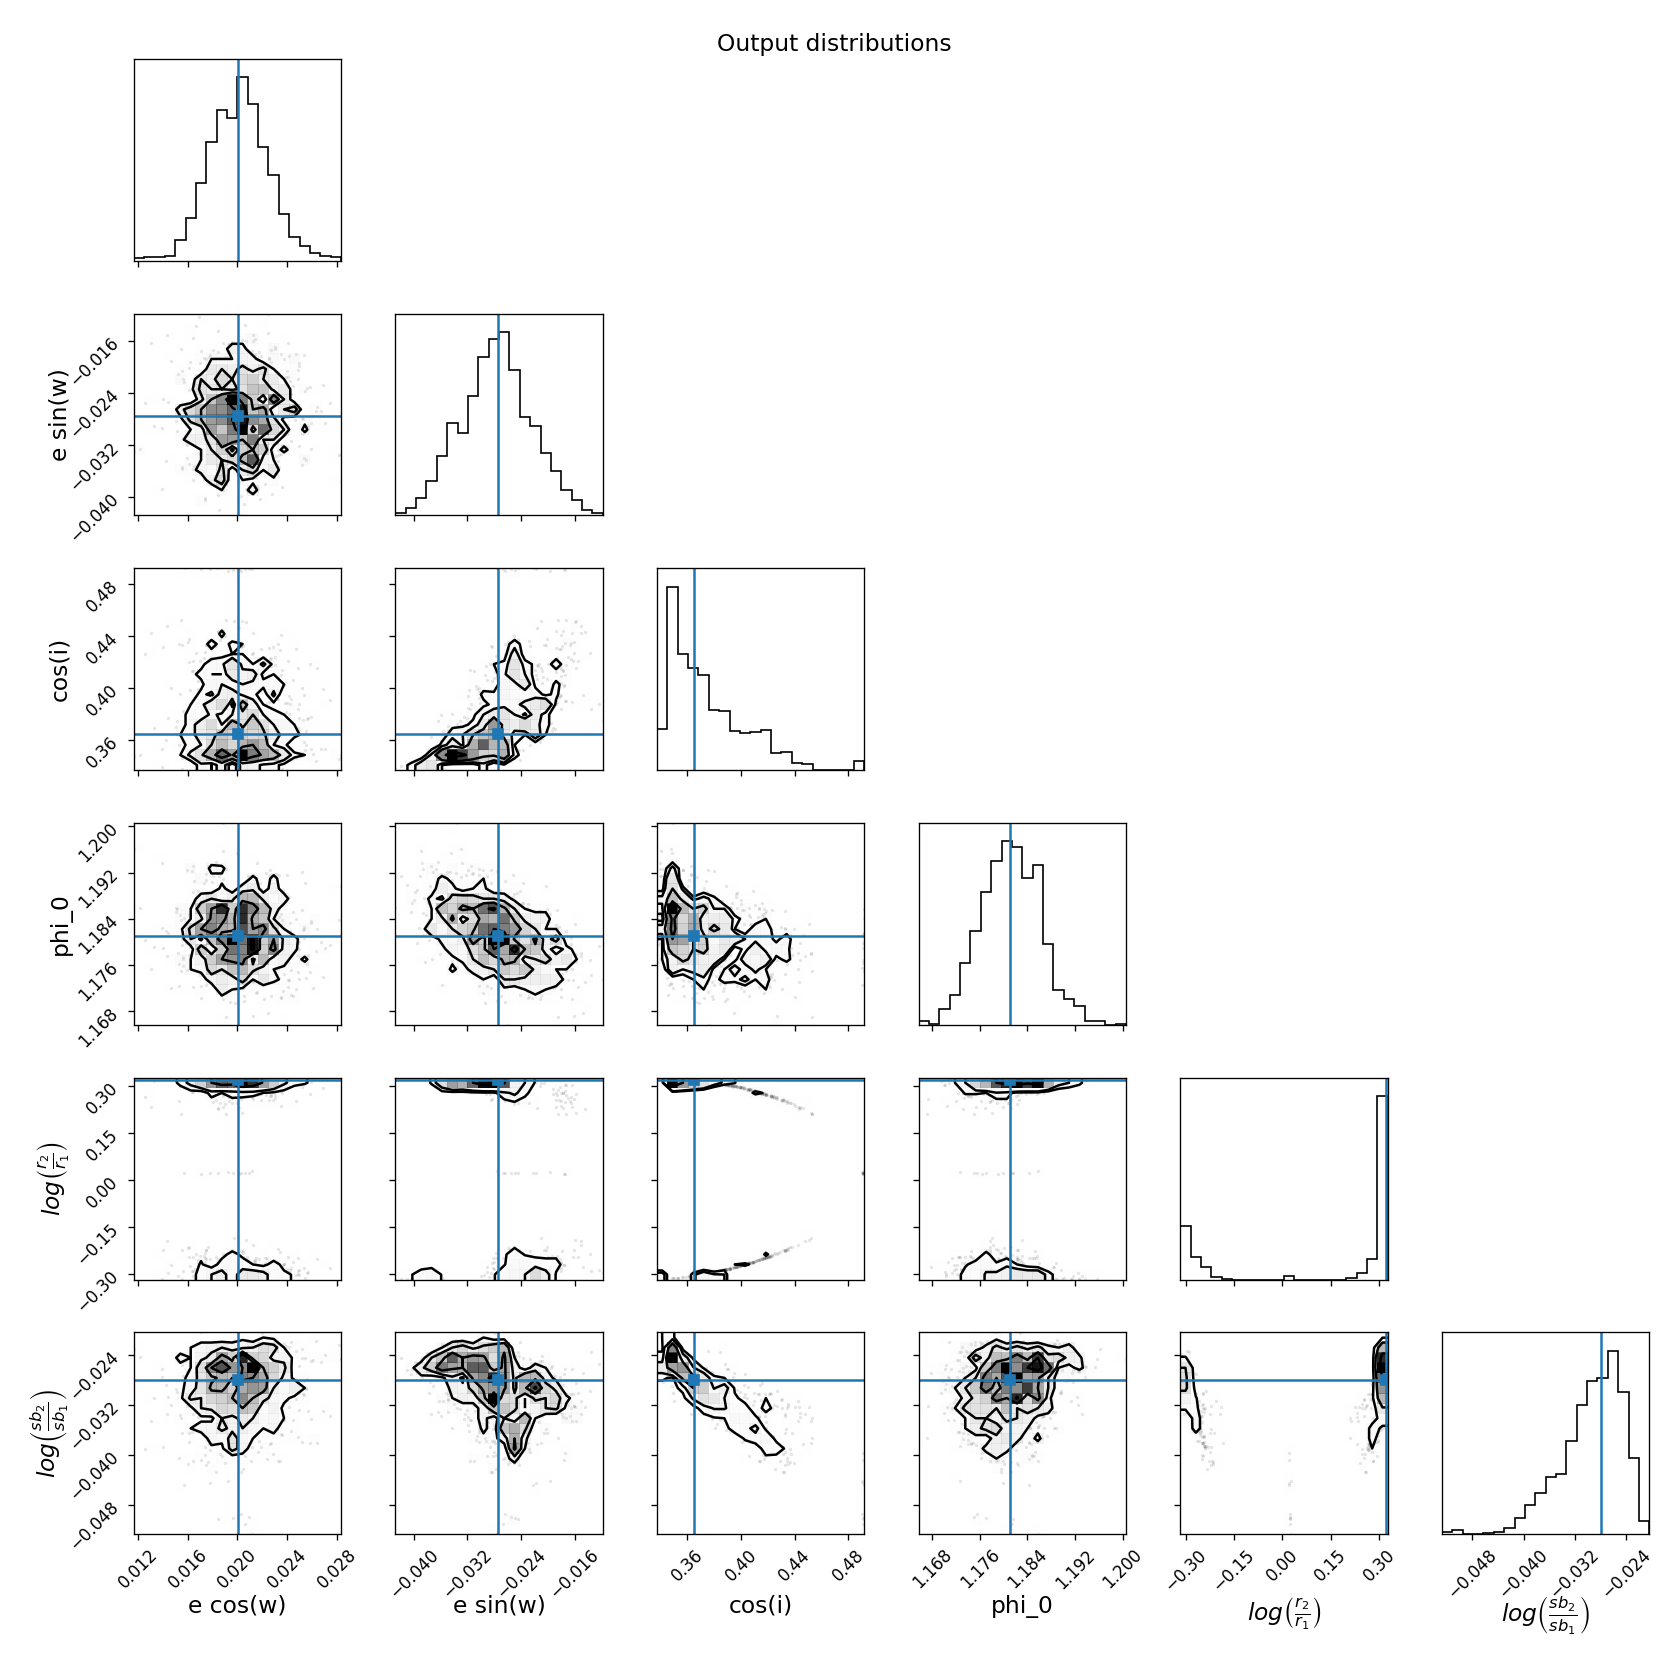 Output distributions
e sin(w)
−0.016
−0.024
−0.032
−0.040
cos(i)
0.48
0.44
0.40
0.36
phi_0
1.200
1.192
1.184
1.176
1.168
log(r₂/r₁)
0.30
0.15
0.00
−0.15
−0.30
log(sb₂/sb₁)
−0.024
−0.032
−0.040
−0.048
0.012 0.016 0.020 0.024 0.028
e cos(w)
−0.040 −0.032 −0.024 −0.016
e sin(w)
0.36 0.40 0.44 0.48
cos(i)
1.168 1.176 1.184 1.192 1.200
phi_0
−0.30 −0.15 0.00 0.15 0.30
log(r₂/r₁)
−0.048 −0.040 −0.032 −0.024
log(sb₂/sb₁)